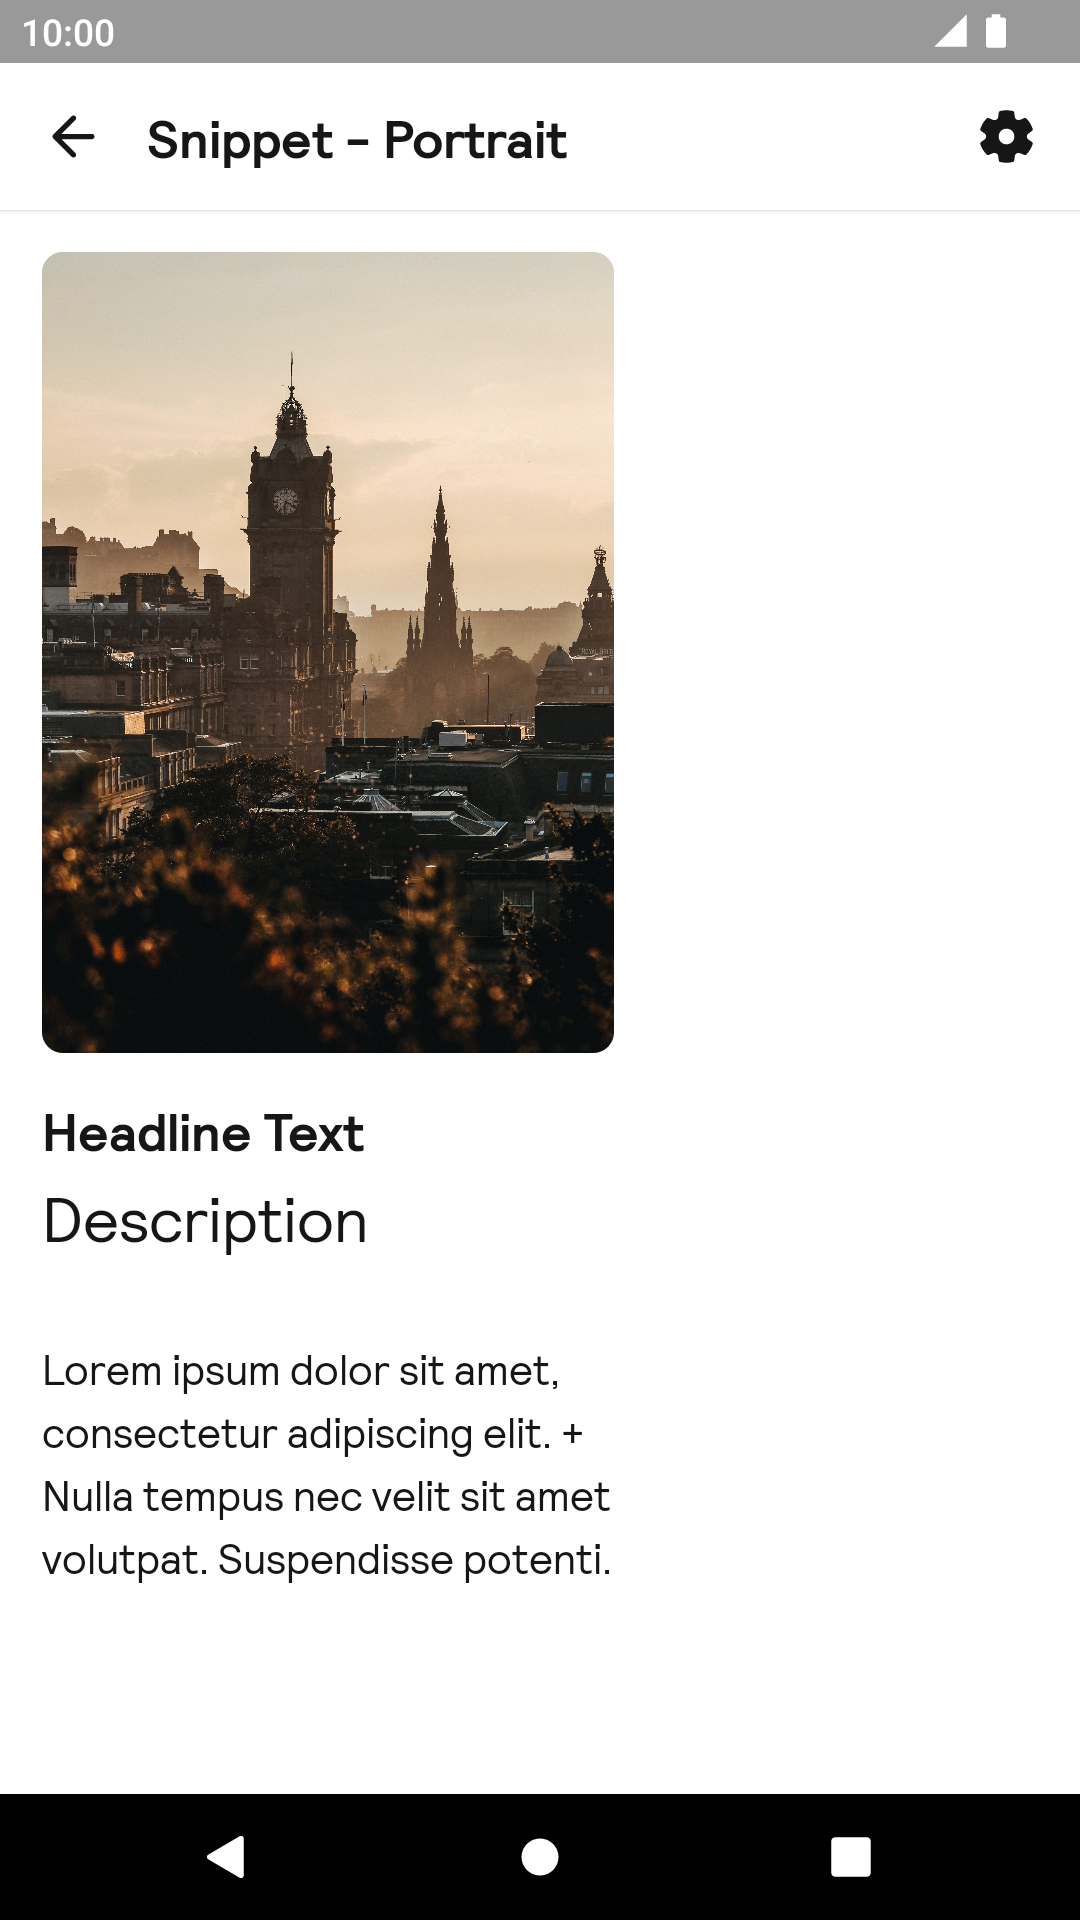 10:00
Snippet - Portrait
Headline Text
Description
Lorem ipsum dolor sit amet,
consectetur adipiscing elit. +
Nulla tempus nec velit sit amet
volutpat. Suspendisse potenti.